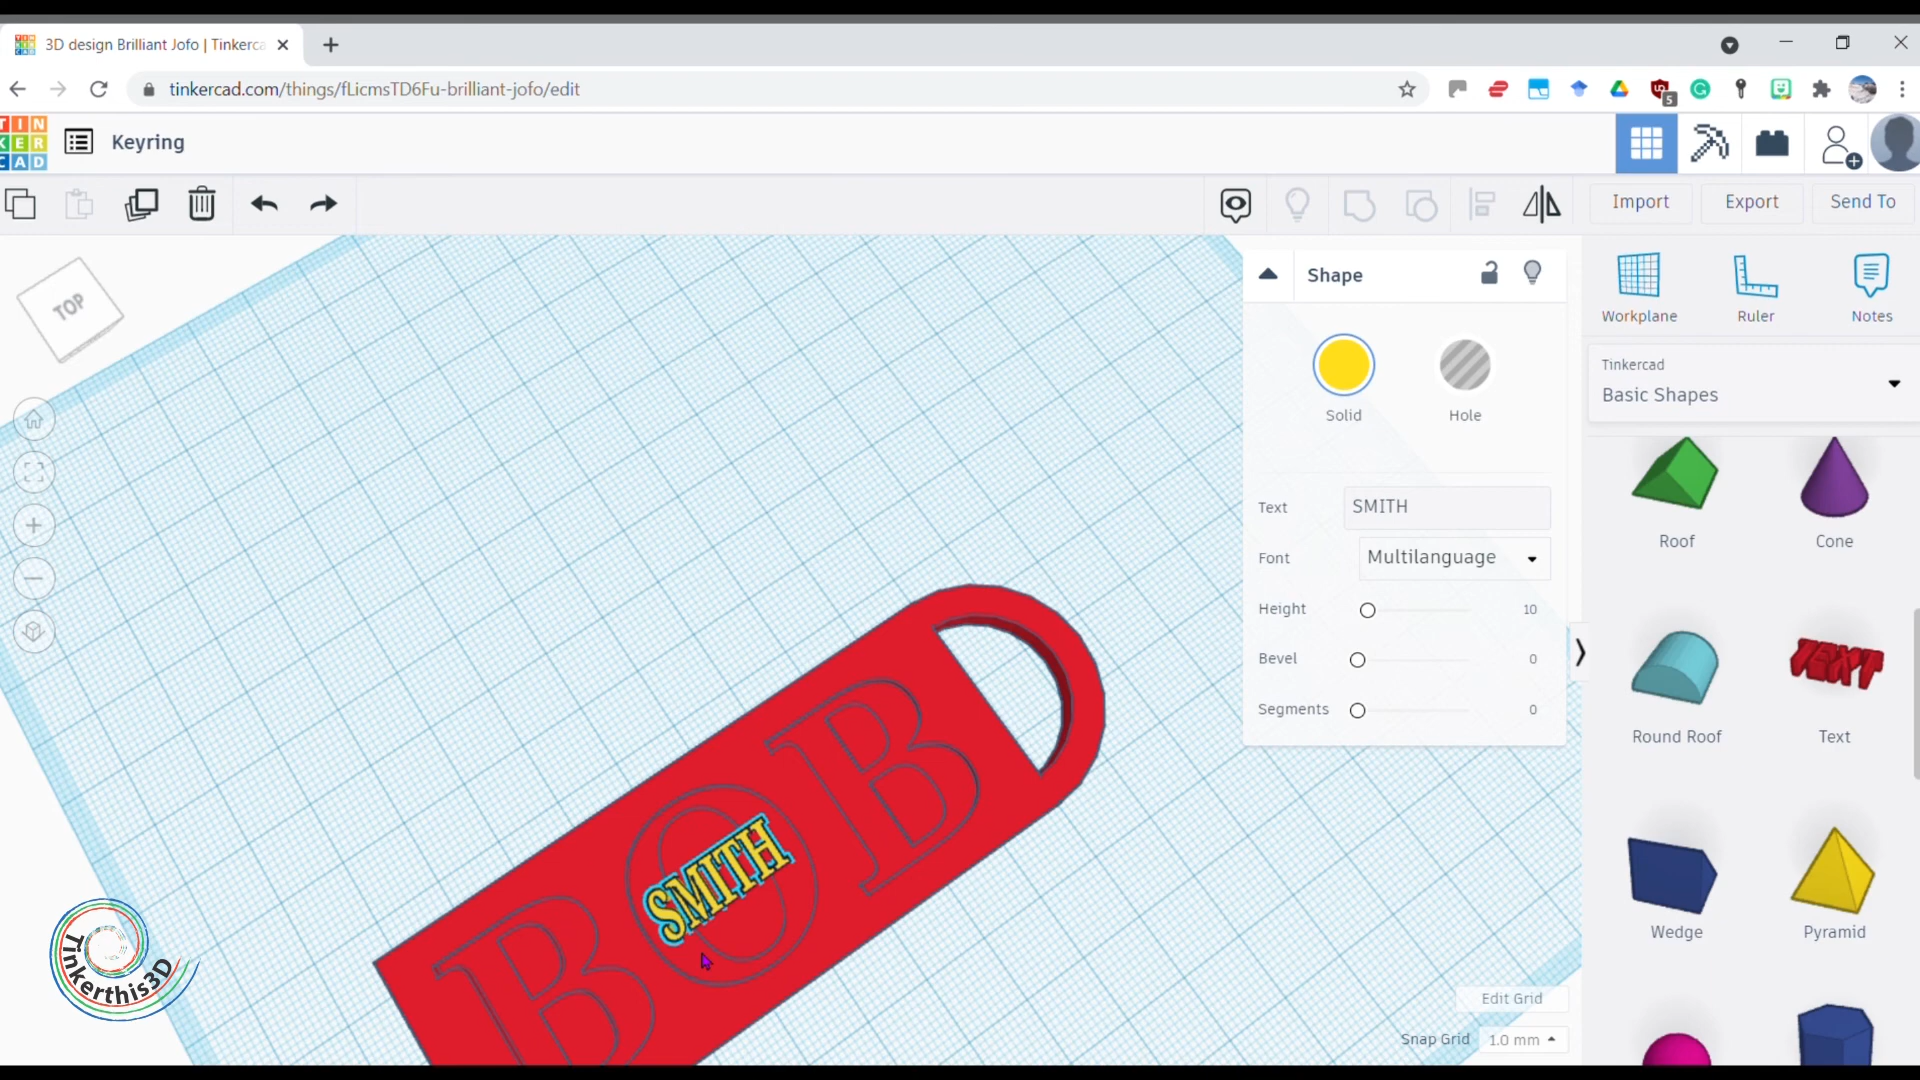 3D design Brilliant Jofo | Tinkerca
tinkercad.com/things/fLicmsTD6Fu-brilliant-jofo/edit
5
TIN
KER
CAD
Keyring
Import
Export
Send To
TOP
Shape
Solid
Hole
Text
SMITH
Font
Multilanguage
Height
10
Bevel
0
Segments
0
Workplane
Ruler
Notes
Tinkercad
Basic Shapes
Roof
Cone
Round Roof
TEXT
Text
Wedge
Pyramid
BOB
SMITH
Tinkerthis3D
Edit Grid
Snap Grid
1.0 mm